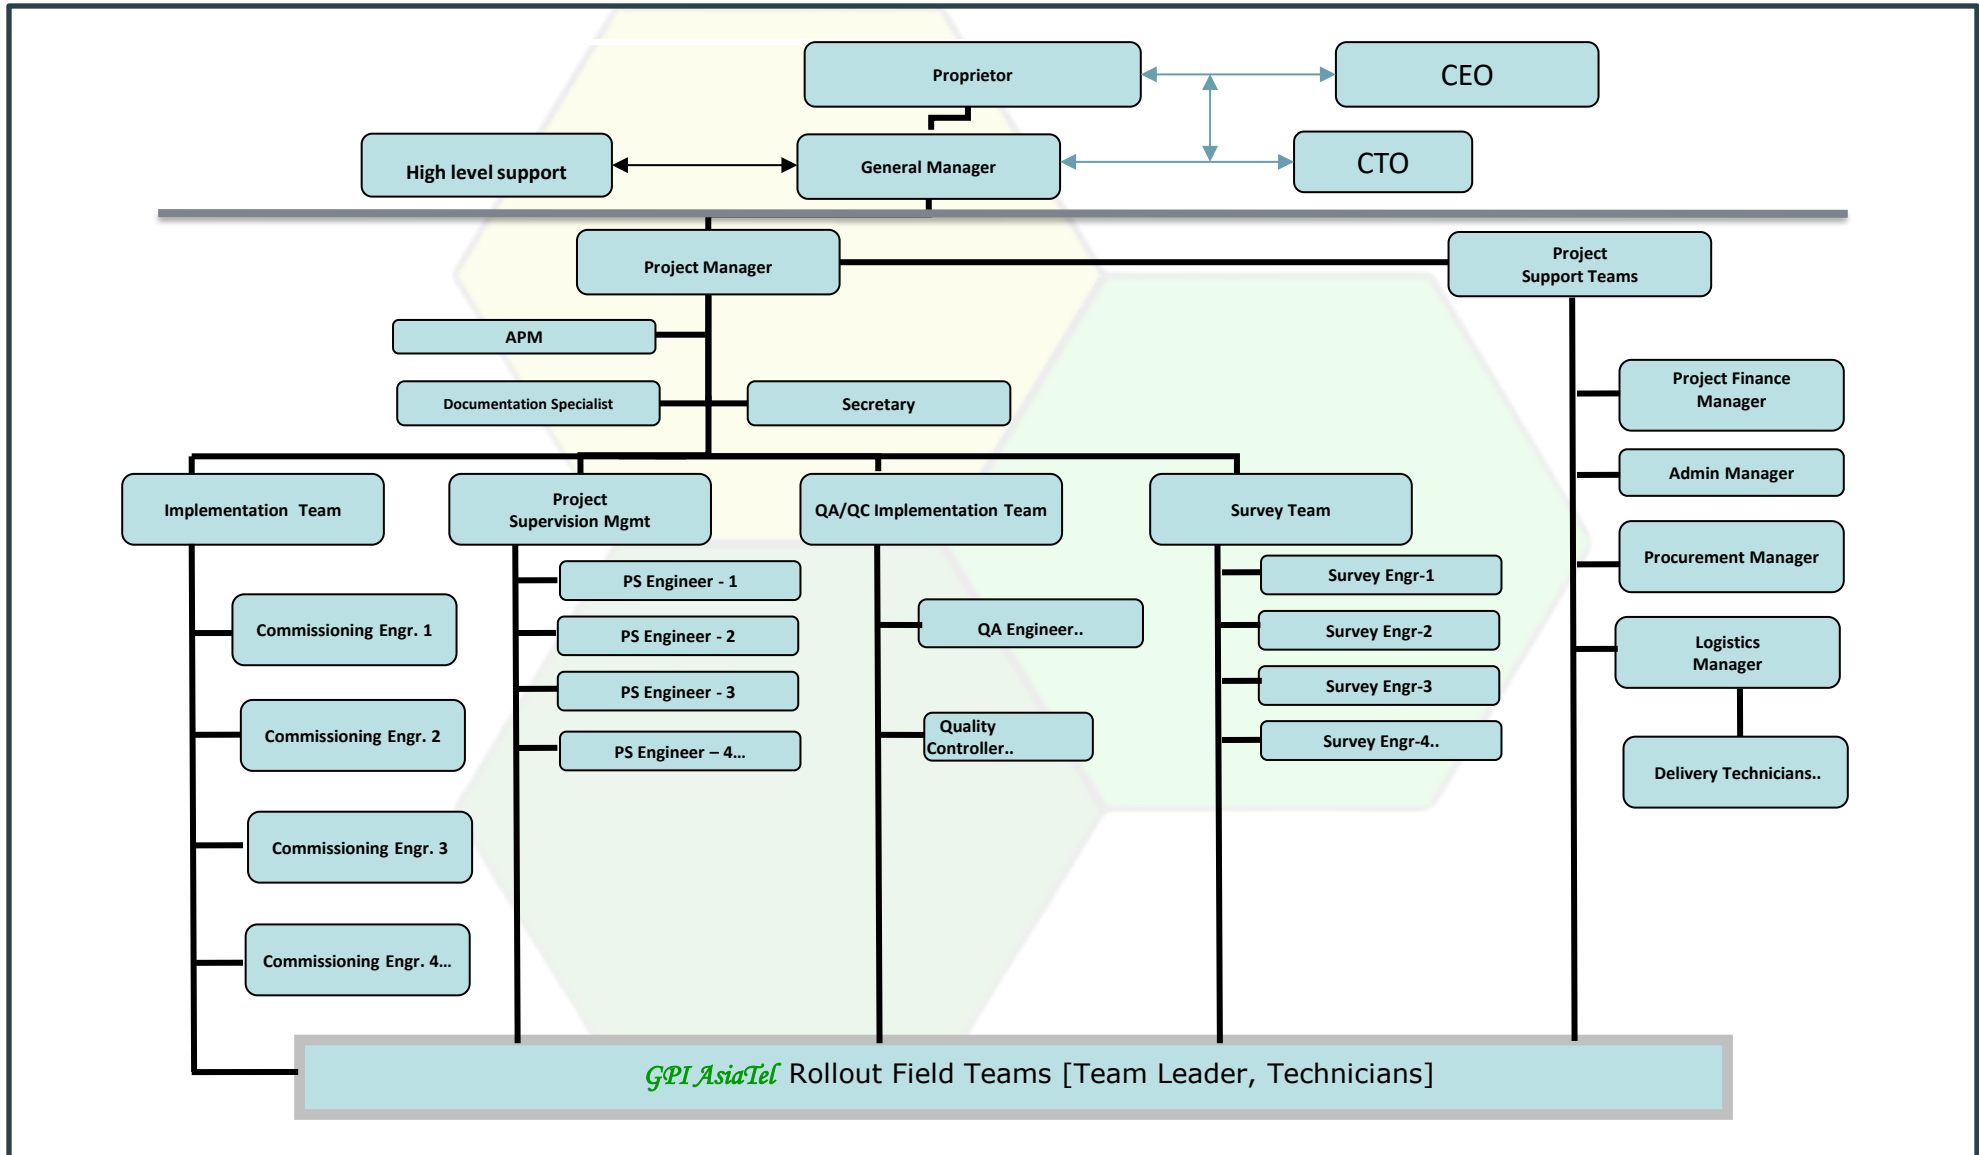 Proprietor
CEO
High level support
General Manager
CTO
Project Manager
Project
Support Teams
APM
Documentation Specialist
Secretary
Project Finance
Manager
Admin Manager
Procurement Manager
Logistics
Manager
Delivery Technicians..
Implementation Team
Project
Supervision Mgmt
QA/QC Implementation Team
Survey Team
Commissioning Engr. 1
Commissioning Engr. 2
Commissioning Engr. 3
Commissioning Engr. 4...
PS Engineer - 1
PS Engineer - 2
PS Engineer - 3
PS Engineer – 4...
QA Engineer..
Quality
Controller..
Survey Engr-1
Survey Engr-2
Survey Engr-3
Survey Engr-4..
GPI AsiaTel Rollout Field Teams [Team Leader, Technicians]